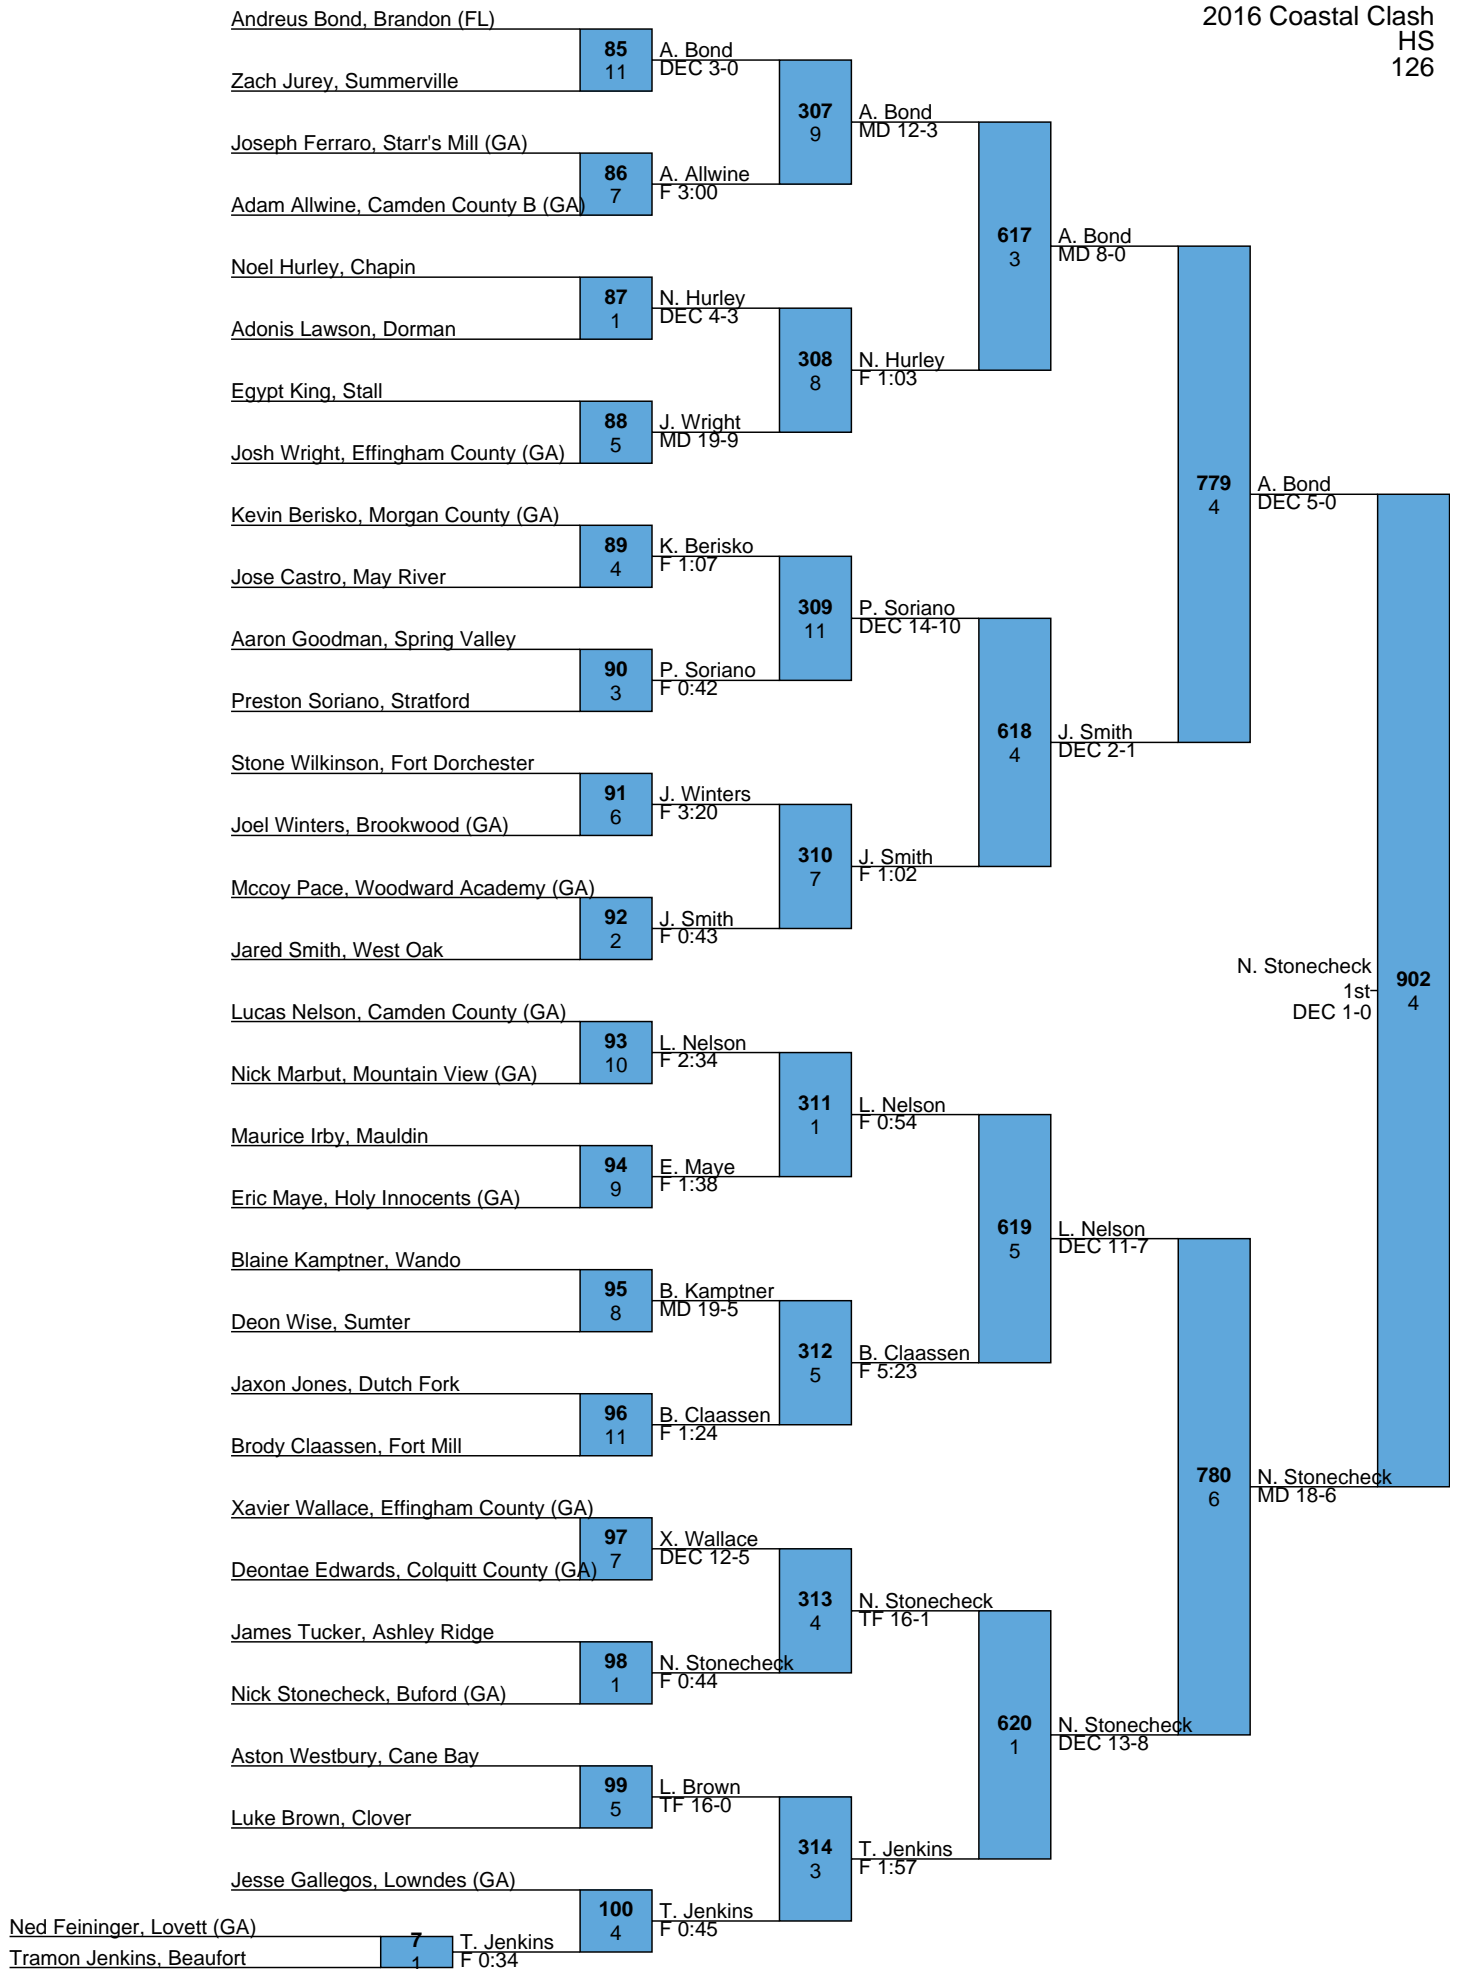 2016 Coastal Clash
HS
126
Andreus Bond, Brandon (FL)
85
11
A. Bond
DEC 3-0
Zach Jurey, Summerville
307
9
A. Bond
MD 12-3
Joseph Ferraro, Starr's Mill (GA)
86
7
A. Allwine
F 3:00
Adam Allwine, Camden County B (GA)
617
3
A. Bond
MD 8-0
Noel Hurley, Chapin
87
1
N. Hurley
DEC 4-3
Adonis Lawson, Dorman
308
8
N. Hurley
F 1:03
Egypt King, Stall
88
5
J. Wright
MD 19-9
Josh Wright, Effingham County (GA)
779
4
A. Bond
DEC 5-0
Kevin Berisko, Morgan County (GA)
89
4
K. Berisko
F 1:07
Jose Castro, May River
309
11
P. Soriano
DEC 14-10
Aaron Goodman, Spring Valley
90
3
P. Soriano
F 0:42
Preston Soriano, Stratford
618
4
J. Smith
DEC 2-1
Stone Wilkinson, Fort Dorchester
91
6
J. Winters
F 3:20
Joel Winters, Brookwood (GA)
310
7
J. Smith
F 1:02
Mccoy Pace, Woodward Academy (GA)
92
2
J. Smith
F 0:43
Jared Smith, West Oak
N. Stonecheck
1st
DEC 1-0
902
4
Lucas Nelson, Camden County (GA)
93
10
L. Nelson
F 2:34
Nick Marbut, Mountain View (GA)
311
1
L. Nelson
F 0:54
Maurice Irby, Mauldin
94
9
E. Maye
F 1:38
Eric Maye, Holy Innocents (GA)
619
5
L. Nelson
DEC 11-7
Blaine Kamptner, Wando
95
8
B. Kamptner
MD 19-5
Deon Wise, Sumter
312
5
B. Claassen
F 5:23
Jaxon Jones, Dutch Fork
96
11
B. Claassen
F 1:24
Brody Claassen, Fort Mill
780
6
N. Stonecheck
MD 18-6
Xavier Wallace, Effingham County (GA)
97
7
X. Wallace
DEC 12-5
Deontae Edwards, Colquitt County (GA)
313
4
N. Stonecheck
TF 16-1
James Tucker, Ashley Ridge
98
1
N. Stonecheck
F 0:44
Nick Stonecheck, Buford (GA)
620
1
N. Stonecheck
DEC 13-8
Aston Westbury, Cane Bay
99
5
L. Brown
TF 16-0
Luke Brown, Clover
314
3
T. Jenkins
F 1:57
Jesse Gallegos, Lowndes (GA)
100
4
T. Jenkins
F 0:45
Ned Feininger, Lovett (GA)
7
1
T. Jenkins
F 0:34
Tramon Jenkins, Beaufort